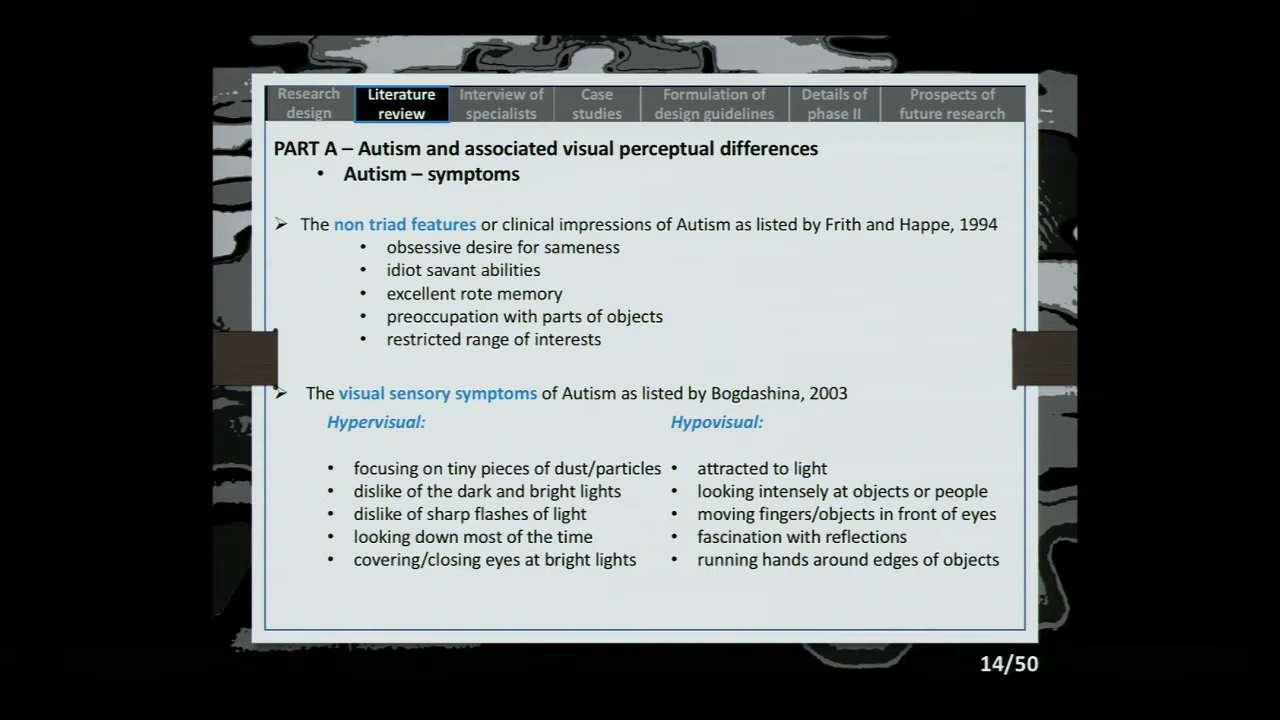 Research design
Literature review
Interview of specialists
Case studies
Formulation of design guidelines
Details of phase II
Prospects of future research
PART A – Autism and associated visual perceptual differences
• Autism – symptoms
➢ The non triad features or clinical impressions of Autism as listed by Frith and Happe, 1994
• obsessive desire for sameness
• idiot savant abilities
• excellent rote memory
• preoccupation with parts of objects
• restricted range of interests
➢ The visual sensory symptoms of Autism as listed by Bogdashina, 2003
Hypervisual:
• focusing on tiny pieces of dust/particles
• dislike of the dark and bright lights
• dislike of sharp flashes of light
• looking down most of the time
• covering/closing eyes at bright lights
Hypovisual:
• attracted to light
• looking intensely at objects or people
• moving fingers/objects in front of eyes
• fascination with reflections
• running hands around edges of objects
14/50